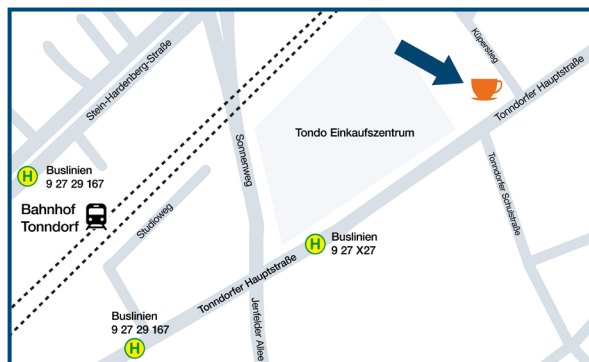 Stein-Hardenberg-Straße
Küperstieg
Tonndorfer Hauptstraße
Tondo Einkaufszentrum
Sonnenweg
Tonndorfer Schulstraße
H
Buslinien
9 27 29 167
Bahnhof
Tonndorf
Studioweg
H
Buslinien
9 27 X27
Tonndorfer Hauptstraße
Jenfelder Allee
Buslinien
9 27 29 167
H